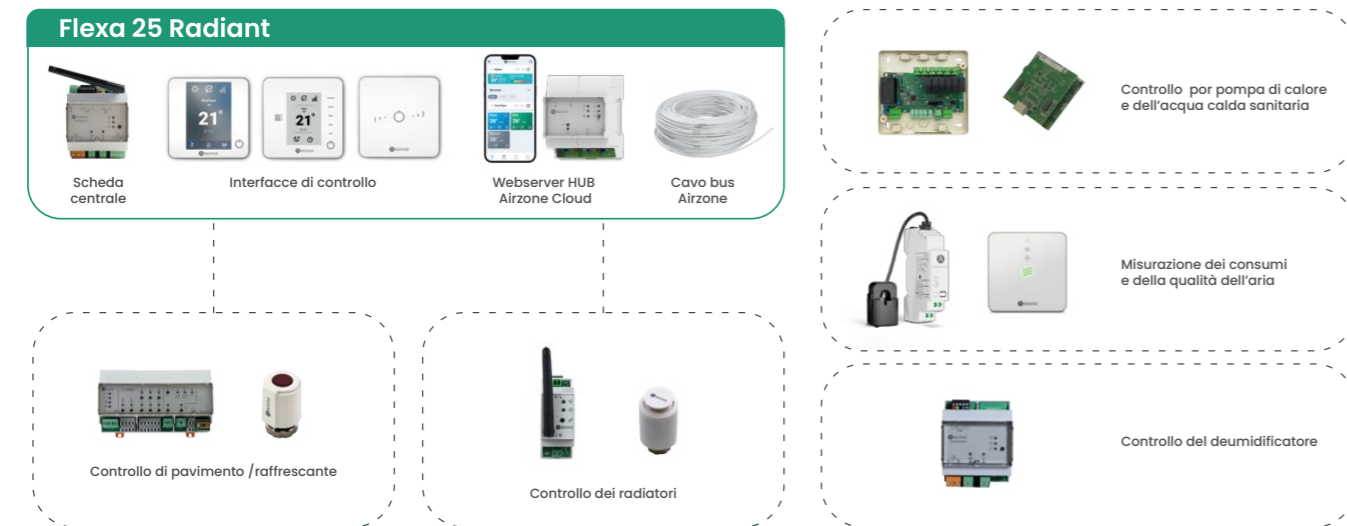 Flexa 25 Radiant
21°
21°
Scheda
centrale
Interfacce di controllo
Webserver HUB
Airzone Cloud
Cavo bus
Airzone
Controllo di pavimento /raffrescante
Controllo dei radiatori
Controllo por pompa di calore
e dell'acqua calda sanitaria
Misurazione dei consumi
e della qualità dell'aria
Controllo del deumidificatore